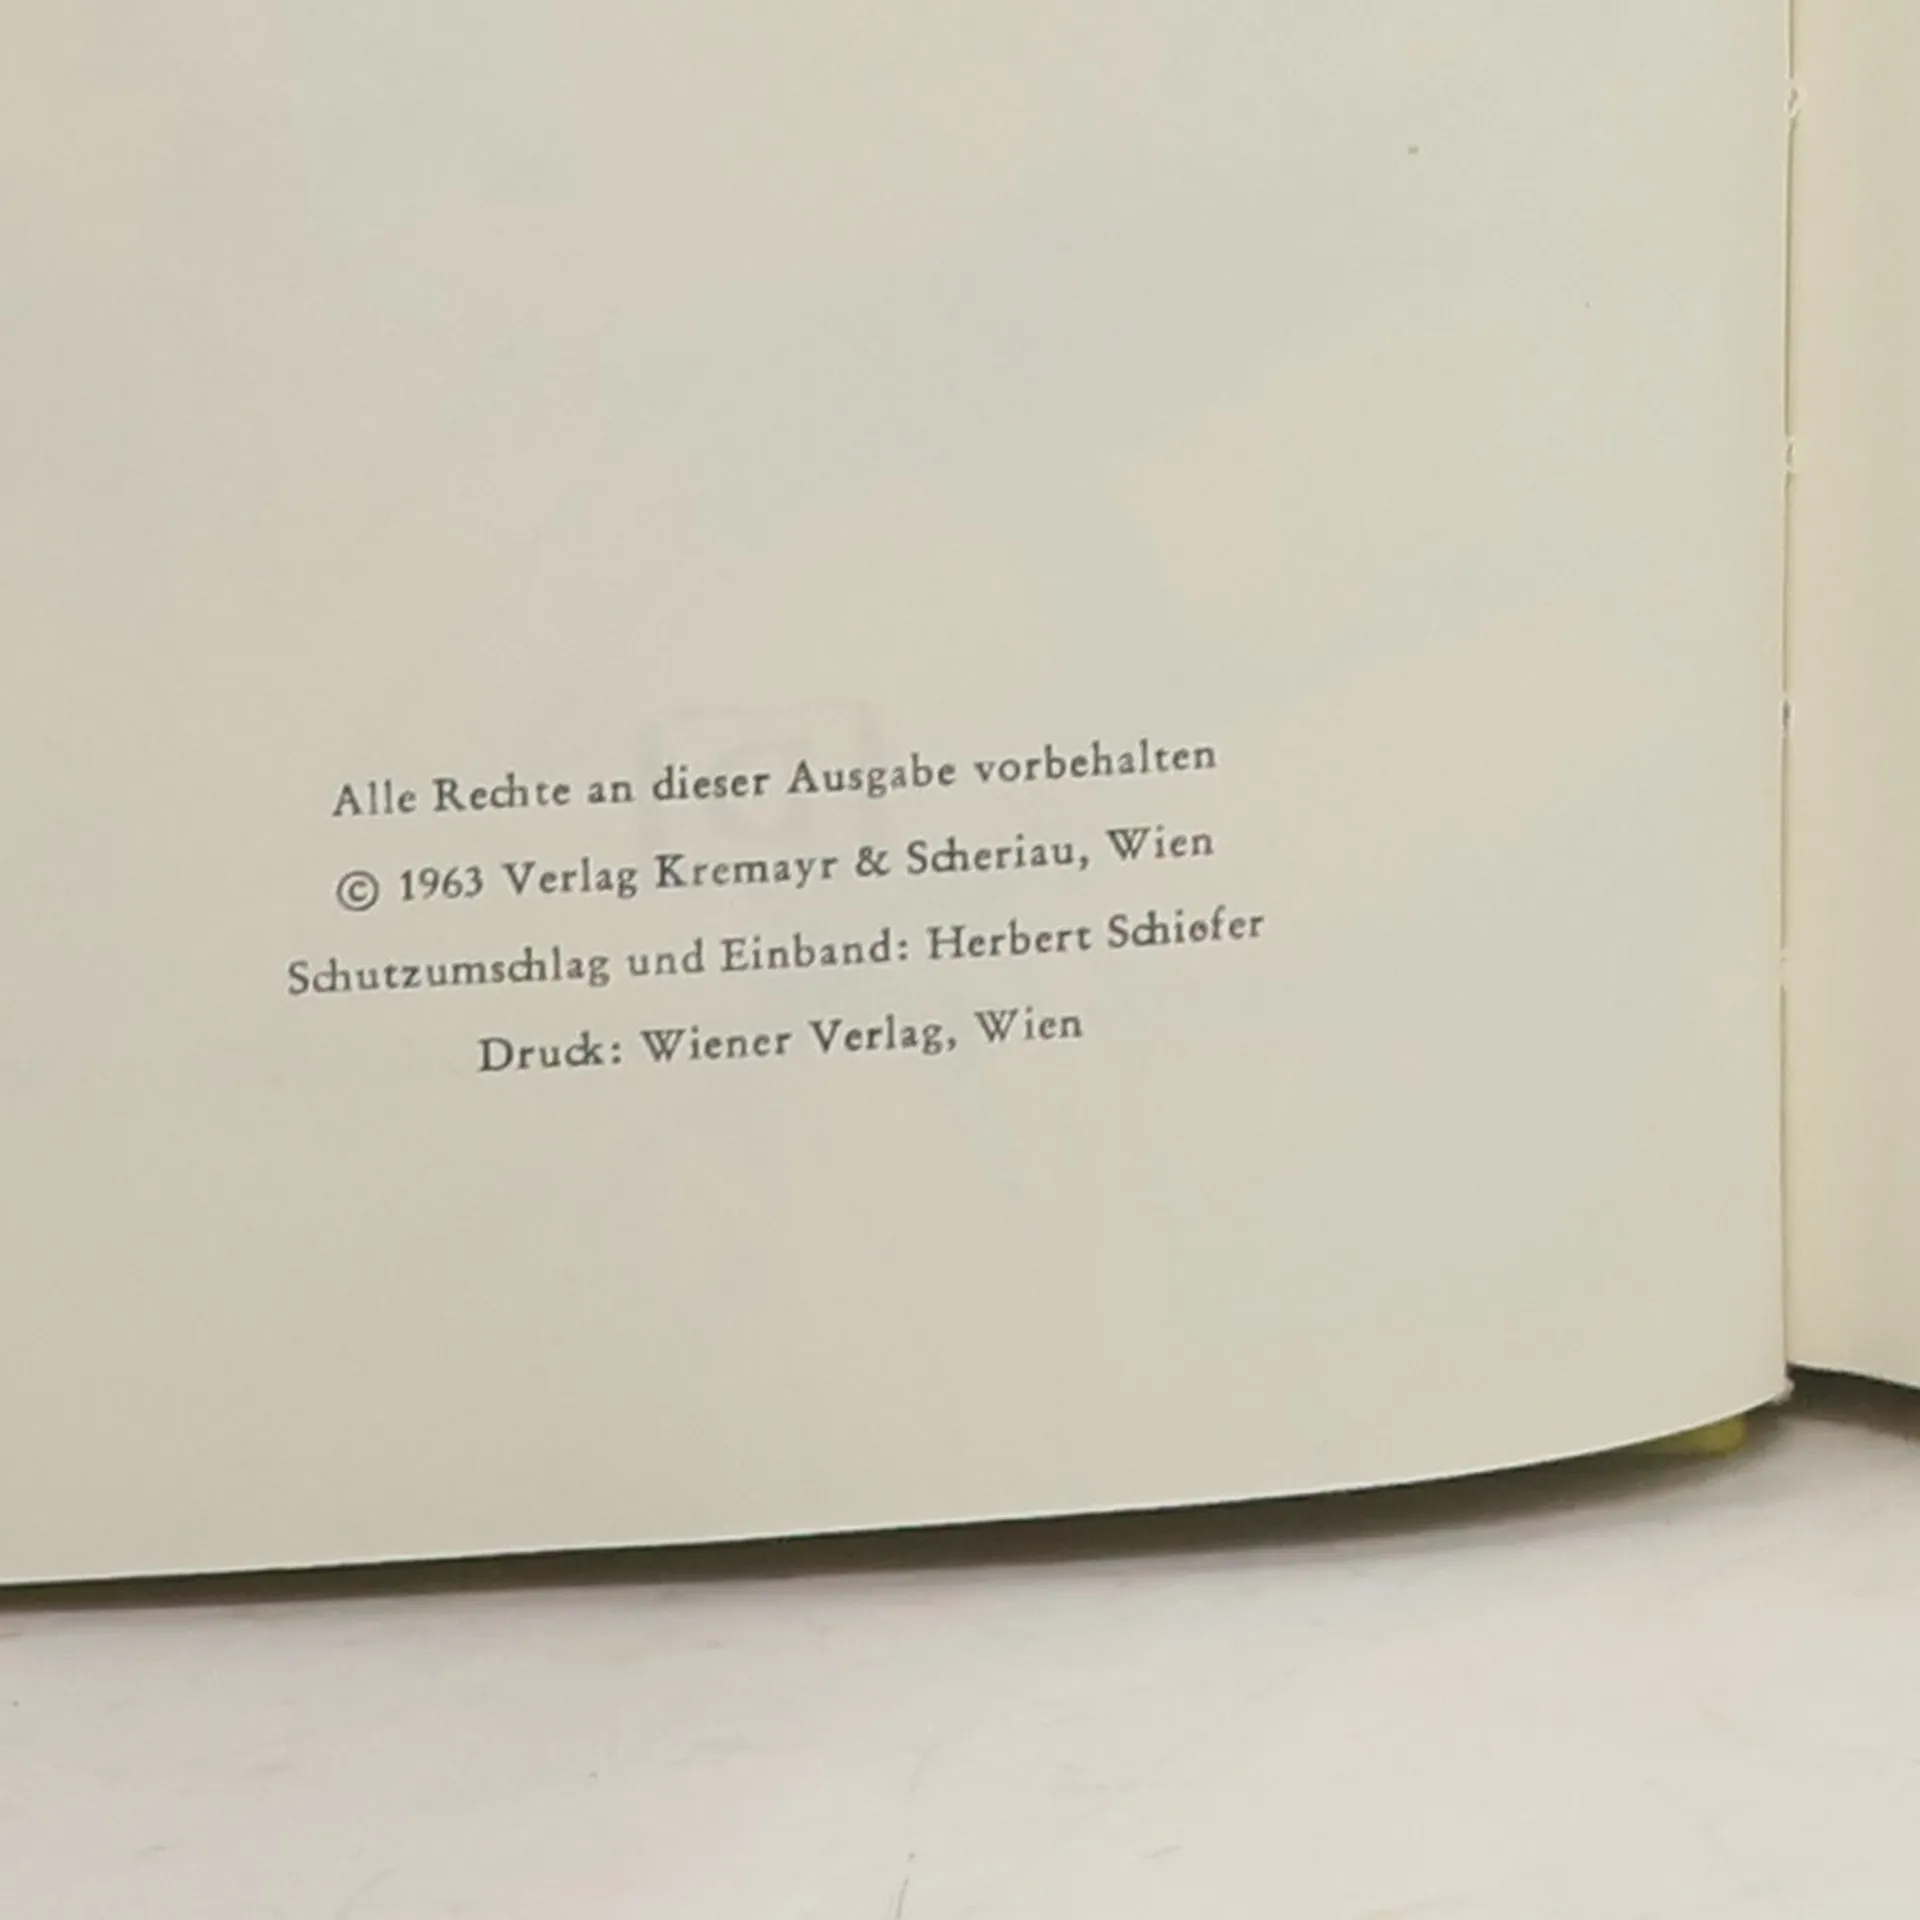 Alle Rechte an dieser Ausgabe vorbehalten
© 1963 Verlag Kremayr & Scheriau, Wien
Schutzumschlag und Einband: Herbert Schiefer
Druck: Wiener Verlag, Wien